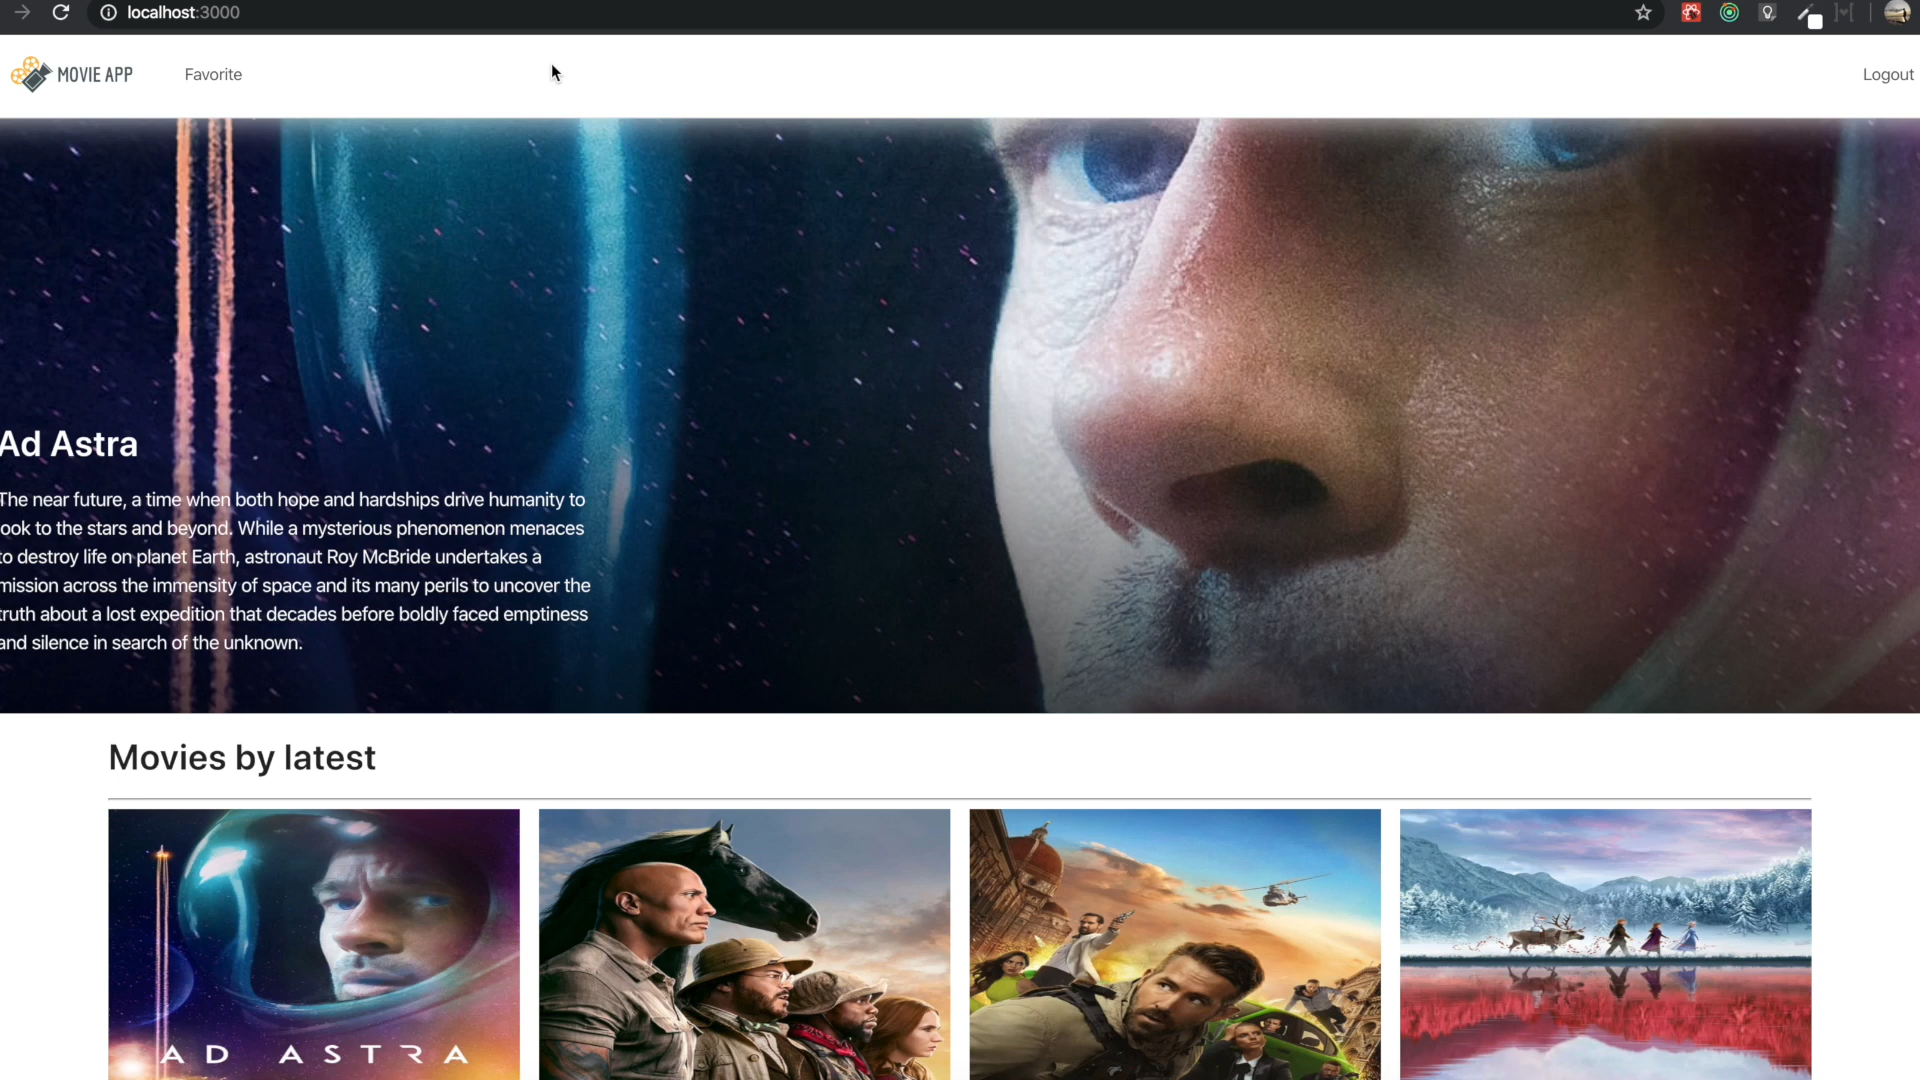 localhost:3000
MOVIE APP
Favorite
Logout
Ad Astra
The near future, a time when both hope and hardships drive humanity to
ook to the stars and beyond. While a mysterious phenomenon menaces
to destroy life on planet Earth, astronaut Roy McBride undertakes a
mission across the immensity of space and its many perils to uncover the
truth about a lost expedition that decades before boldly faced emptiness
and silence in search of the unknown.
Movies by latest
AD ASTRA